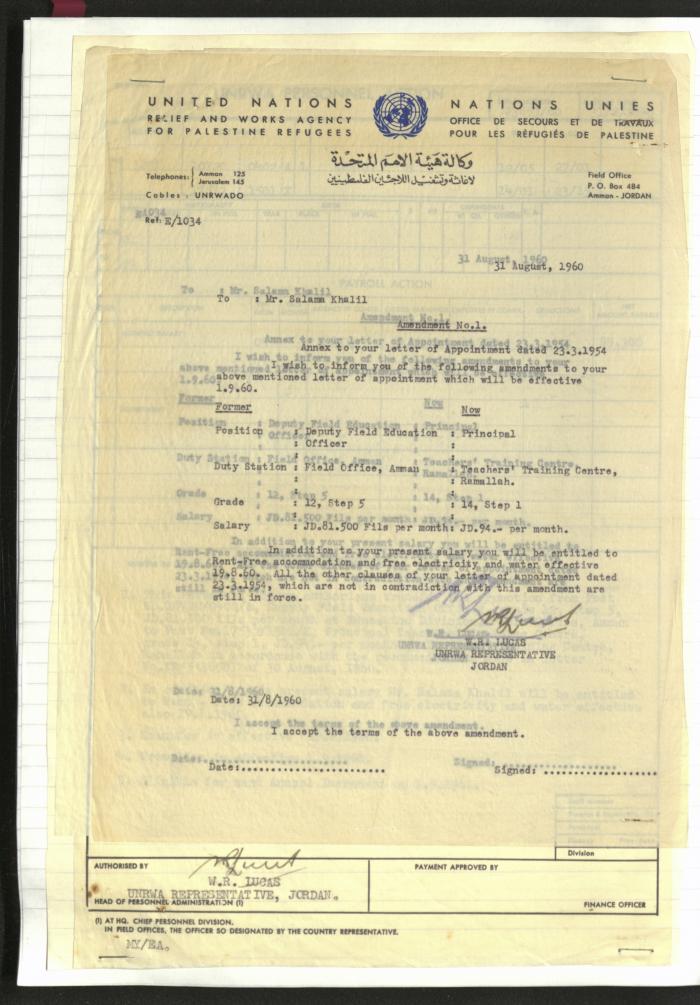 UNITED NATIONS
RELIEF AND WORKS AGENCY
FOR PALESTINE REFUGEES
NATIONS UNIES
OFFICE DE SECOURS ET DE TRAVAUX
POUR LES RÉFUGIÉS DE PALESTINE
وكالة هيئة الامم المتحدة
لاغاثة وتشغيل اللاجئين الفلسطينيين
Telephones: Amman 125
Jerusalem 145
Cables : UNRWADO
Field Office
P. O. Box 484
Amman - JORDAN
Ref: E/1034
31 August, 1960
To : Mr. Salama Khalil
Amendment No.1.
Annex to your letter of Appointment dated 23.3.1954
I wish to inform you of the following amendments to your
above mentioned letter of appointment which will be effective
1.9.60.
Former Now
Position : Deputy Field Education : Principal
: Officer :
Duty Station : Field Office, Amman : Teachers' Training Centre,
: : Ramallah.
Grade : 12, Step 5 : 14, Step 1
Salary : JD.81.500 Fils per month: JD.94.- per month.
In addition to your present salary you will be entitled to
Rent-Free accommodation and free electricity and water effective
19.8.60. All the other clauses of your letter of appointment dated
23.3.1954, which are not in contradiction with this amendment are
still in force.
W.R. LUCAS
UNRWA REPRESENTATIVE
JORDAN
Date: 31/8/1960
I accept the terms of the above amendment.
Date:........................ Signed: ...................
Division
AUTHORISED BY
W.R. LUCAS
UNRWA REPRESENTATIVE, JORDAN.
HEAD OF PERSONNEL ADMINISTRATION (1)
PAYMENT APPROVED BY
FINANCE OFFICER
(1) AT HQ. CHIEF PERSONNEL DIVISION.
IN FIELD OFFICES, THE OFFICER SO DESIGNATED BY THE COUNTRY REPRESENTATIVE.
MY/EA.